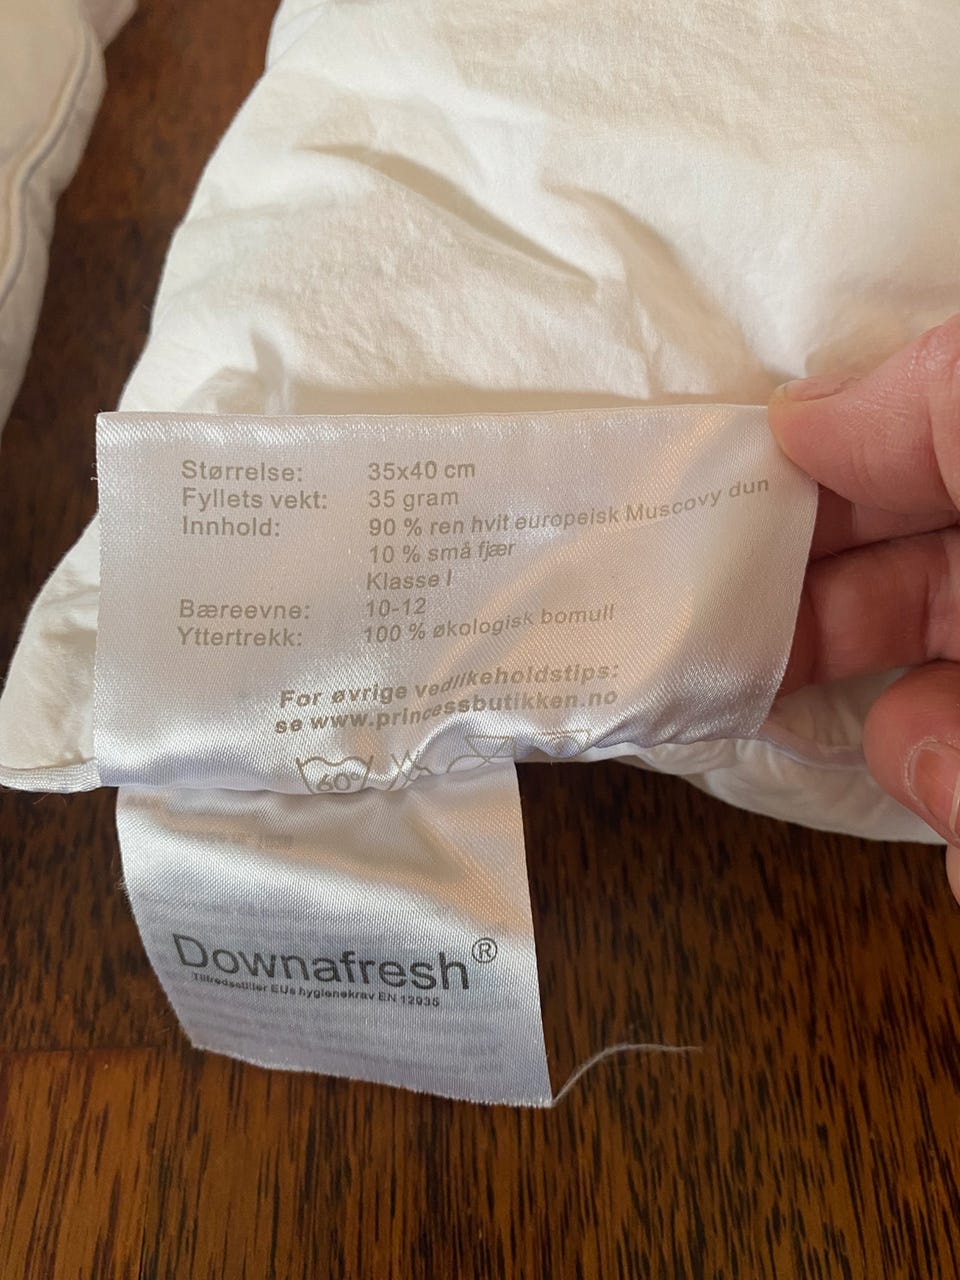 Størrelse: 35x40 cm
Fyllets vekt: 35 gram
Innhold: 90 % ren hvit europeisk Muscovy dun
10 % små fjær
Klasse I
Bæreevne: 10-12
Yttertrekk: 100 % økologisk bomull
For øvrige vedlikeholdstips:
se www.princessbutikken.no
60°
Downafresh®
Tilfredsstiller EUs hygienekrav EN 12935